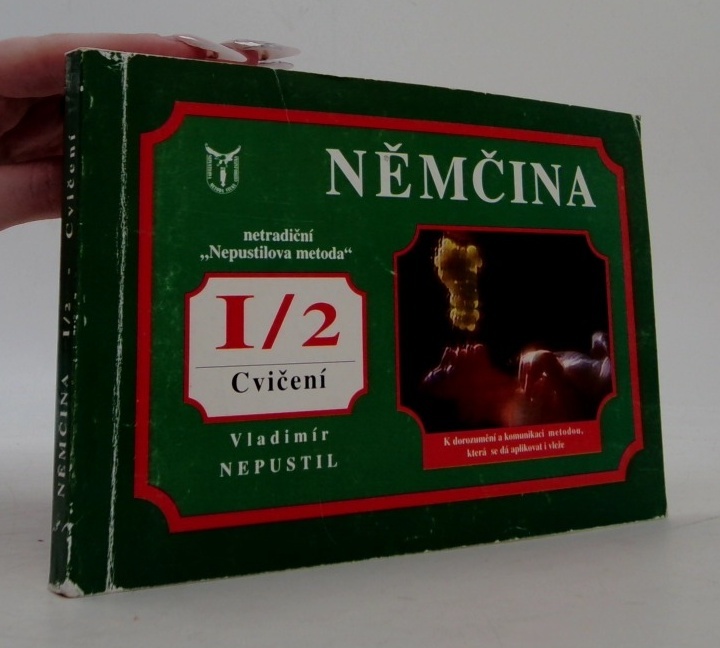 NĚMČINA
netradiční
„Nepustilova metoda“
I/2
Cvičení
Vladimír
NEPUSTIL
K dorozumění a komunikaci metodou,
která se dá aplikovat i vleže
NĚMČINA I/2 - Cvičení